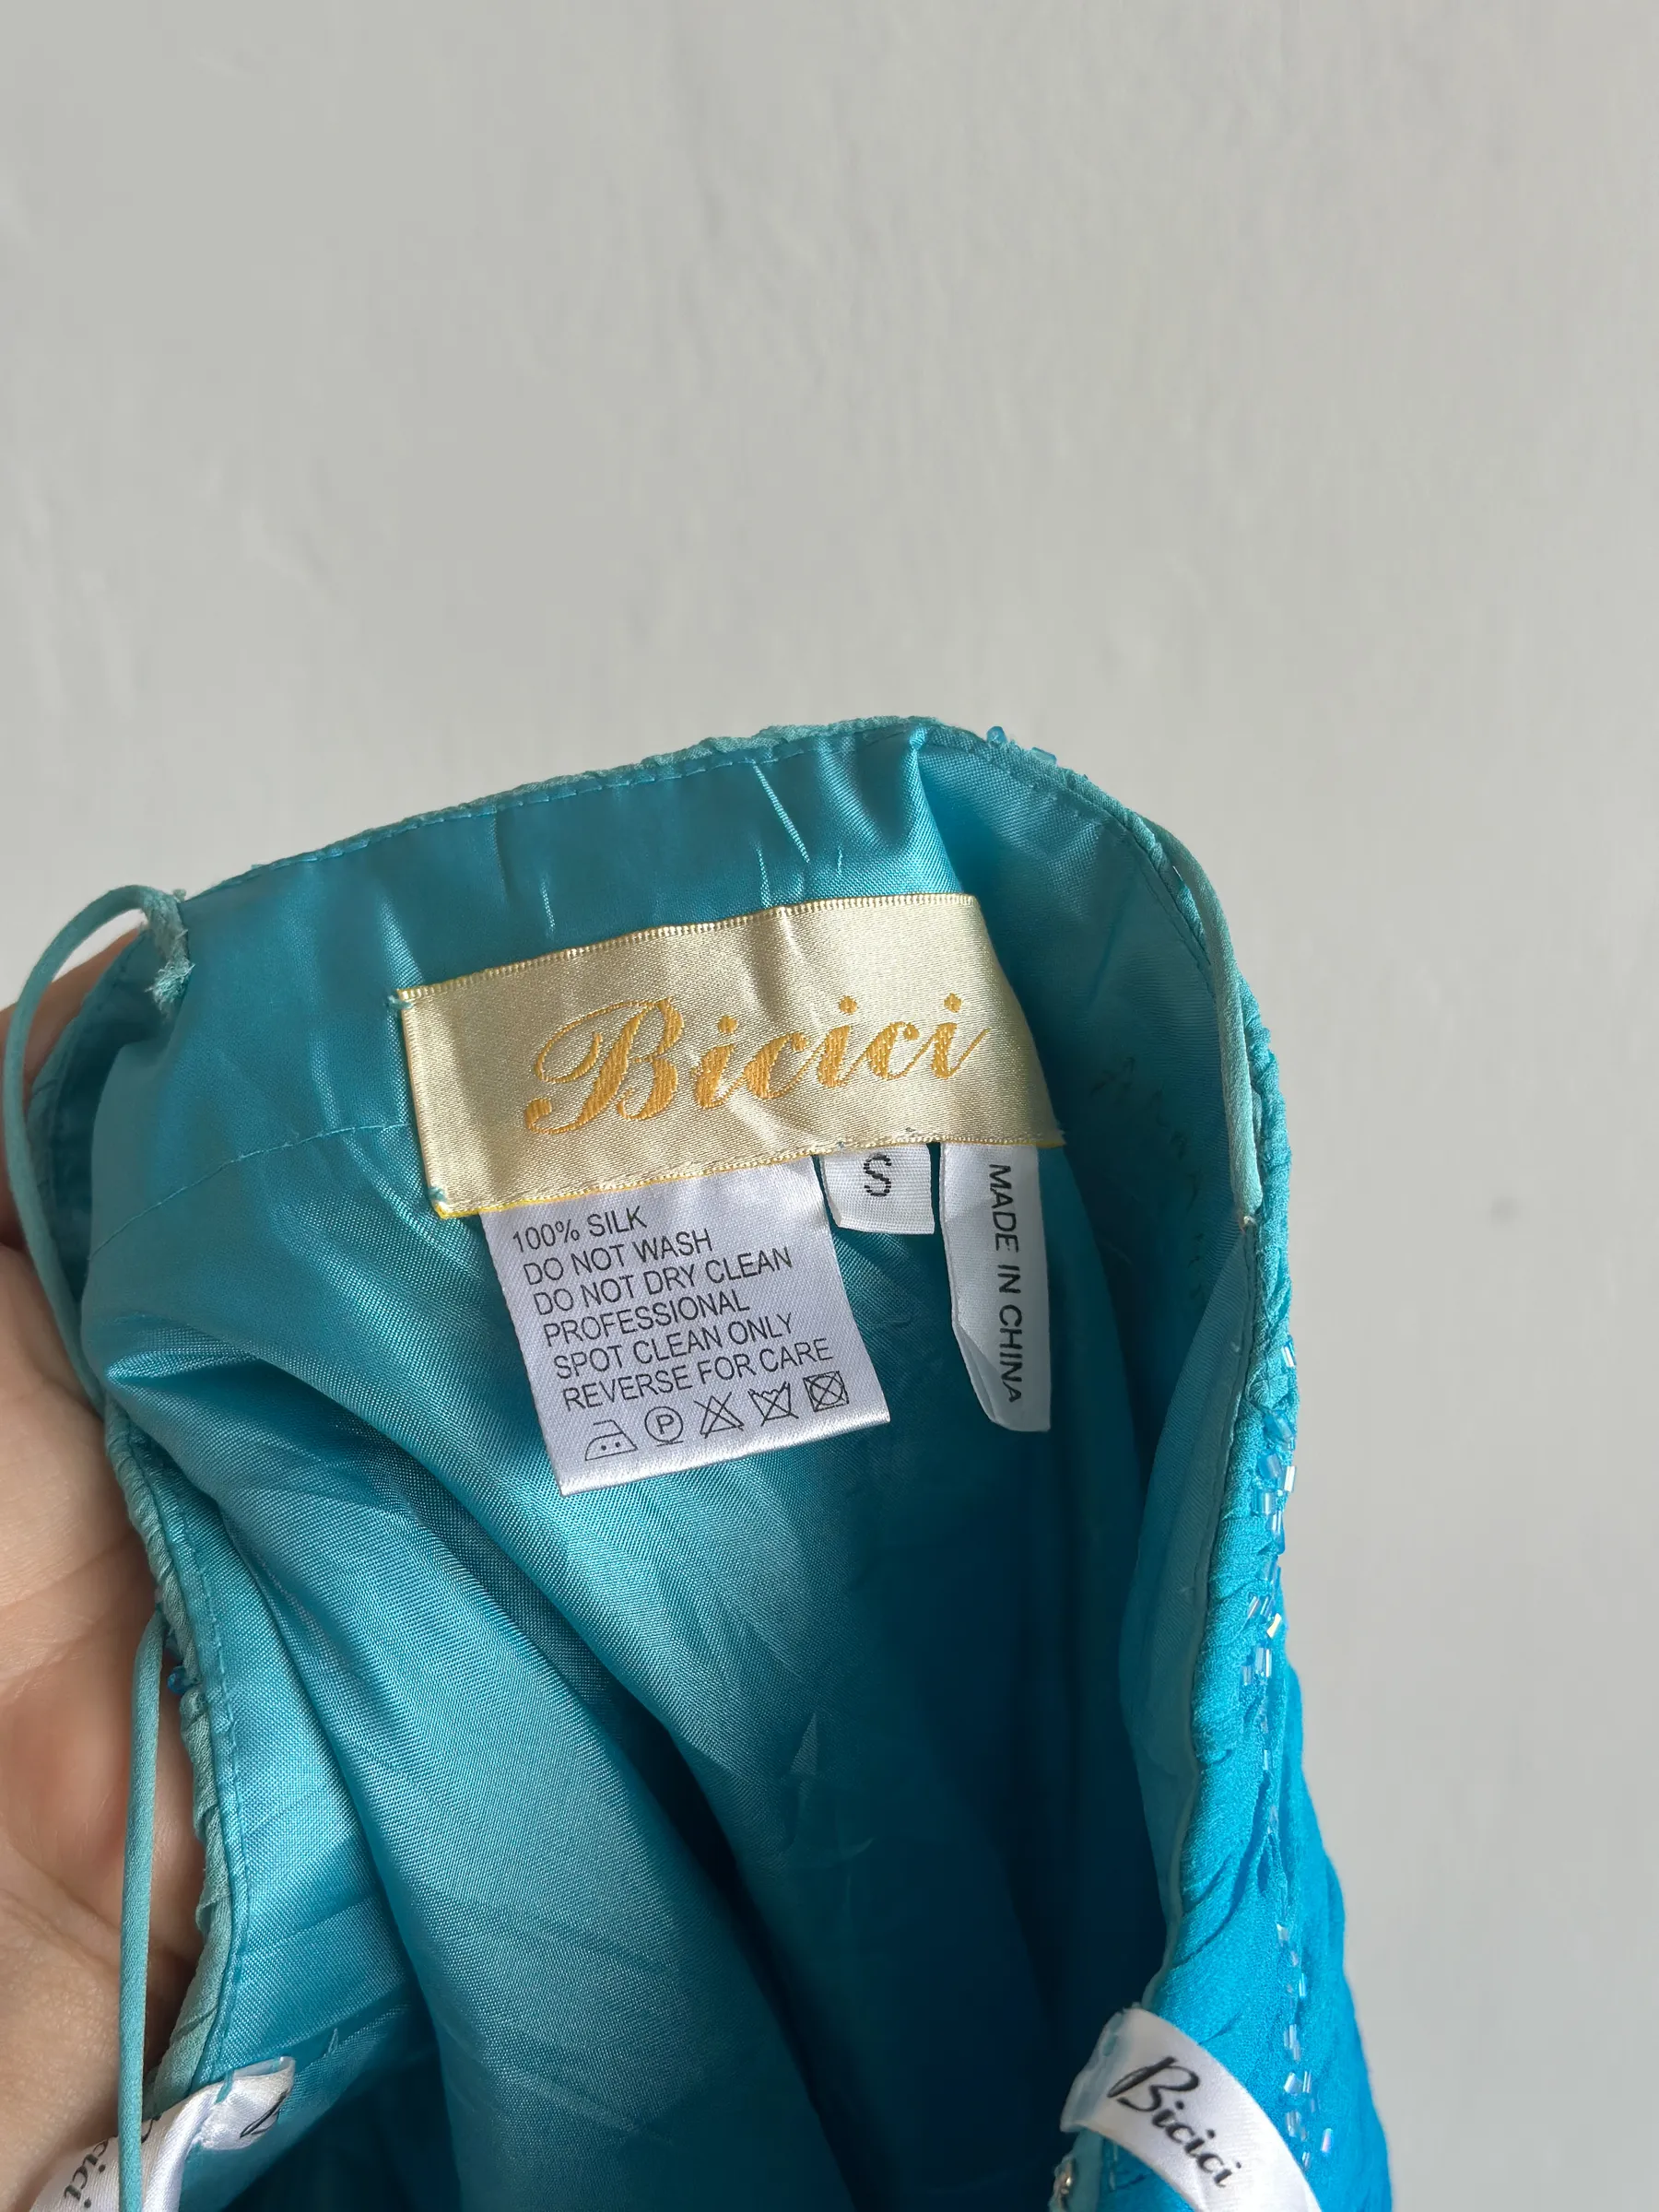 Bicici
S
MADE IN CHINA
100% SILK
DO NOT WASH
DO NOT DRY CLEAN
PROFESSIONAL
SPOT CLEAN ONLY
REVERSE FOR CARE
P
Bicici
cici